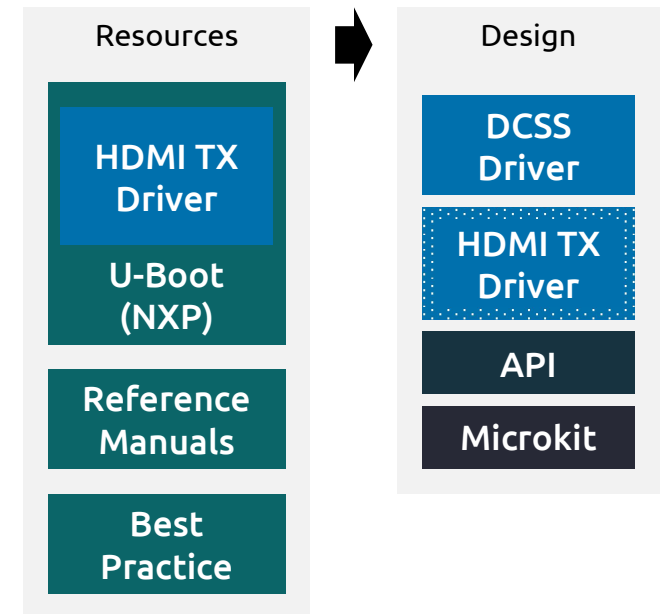 Resources
HDMI TX
Driver
U-Boot
(NXP)
Reference
Manuals
Best
Practice
Design
DCSS
Driver
HDMI TX
Driver
API
Microkit